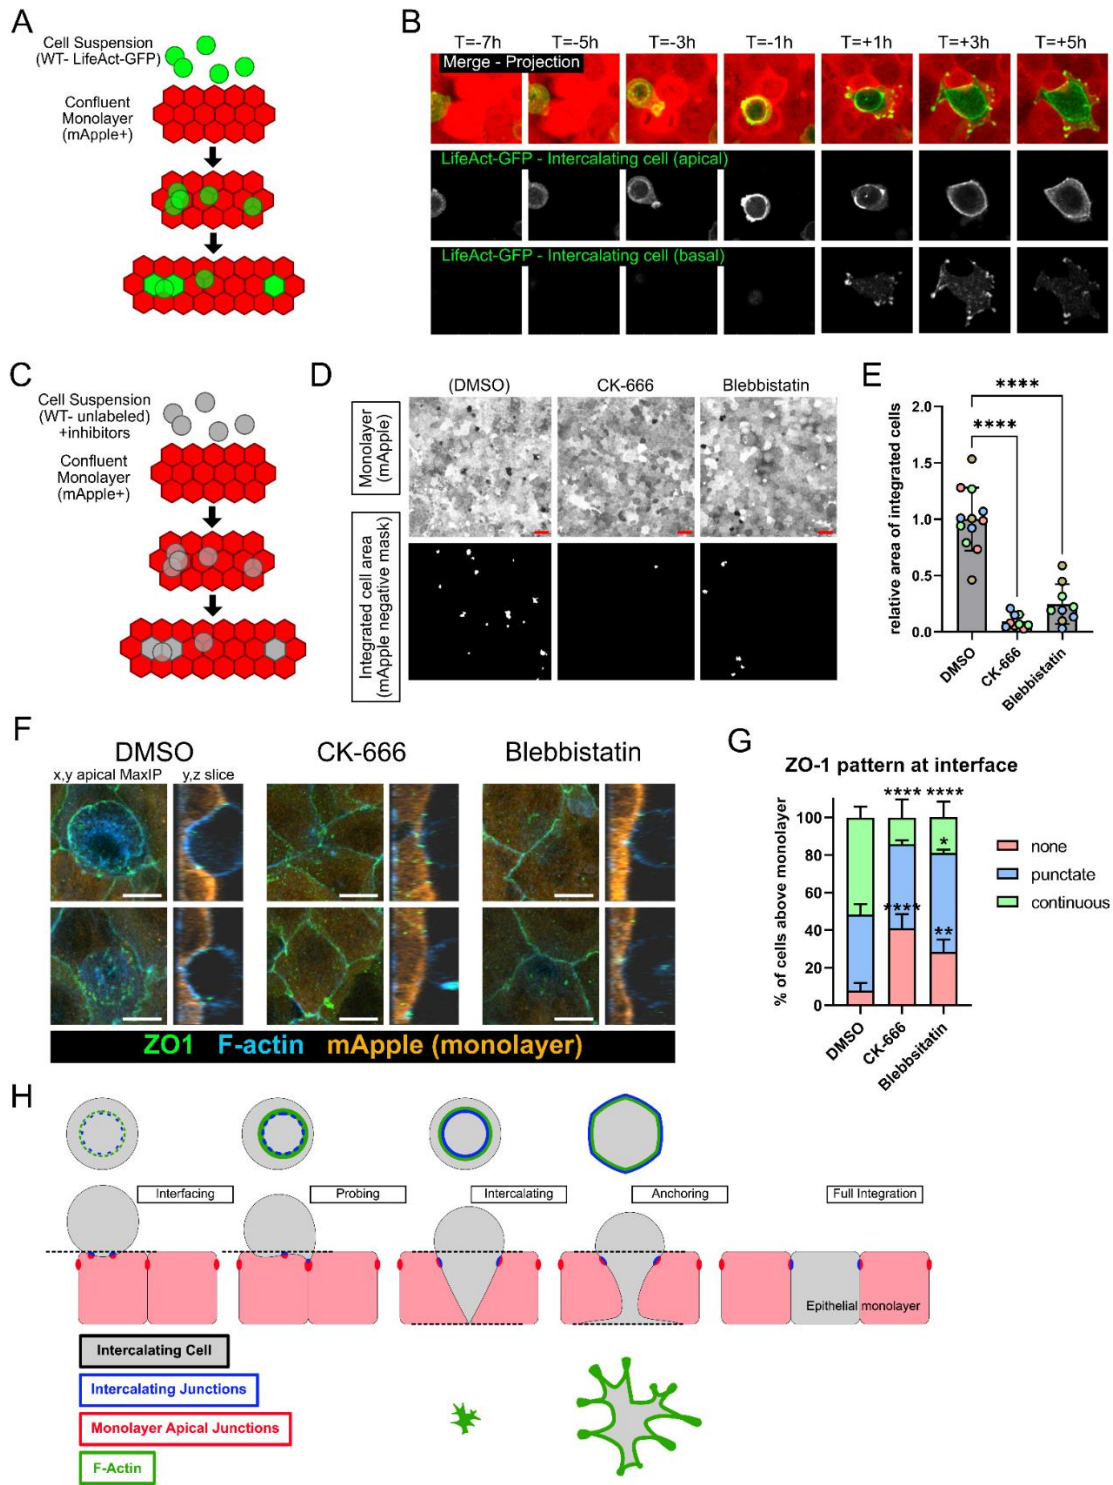 A
Cell Suspension
(WT- LifeAct-GFP)
Confluent
Monolayer
(mApple+)
B
T=-7h T=-5h T=-3h T=-1h T=+1h T=+3h T=+5h
Merge - Projection
LifeAct-GFP - Intercalating cell (apical)
LifeAct-GFP - Intercalating cell (basal)
C
Cell Suspension
(WT- unlabeled)
+inhibitors
Confluent
Monolayer
(mApple+)
D
(DMSO) CK-666 Blebbistatin
Monolayer
(mApple)
Integrated cell area
(mApple negative mask)
E
****
****
relative area of integrated cells
2.0
1.5
1.0
0.5
0.0
DMSO
CK-666
Blebbistatin
F
DMSO CK-666 Blebbistatin
x,y apical MaxIP y,z slice
ZO1 F-actin mApple (monolayer)
G
ZO-1 pattern at interface
**** ****
*
****
**
% of cells above monolayer
100
80
60
40
20
0
DMSO
CK-666
Blebbsitatin
none
punctate
continuous
H
Interfacing Probing Intercalating Anchoring Full Integration
Epithelial monolayer
Intercalating Cell
Intercalating Junctions
Monolayer Apical Junctions
F-Actin